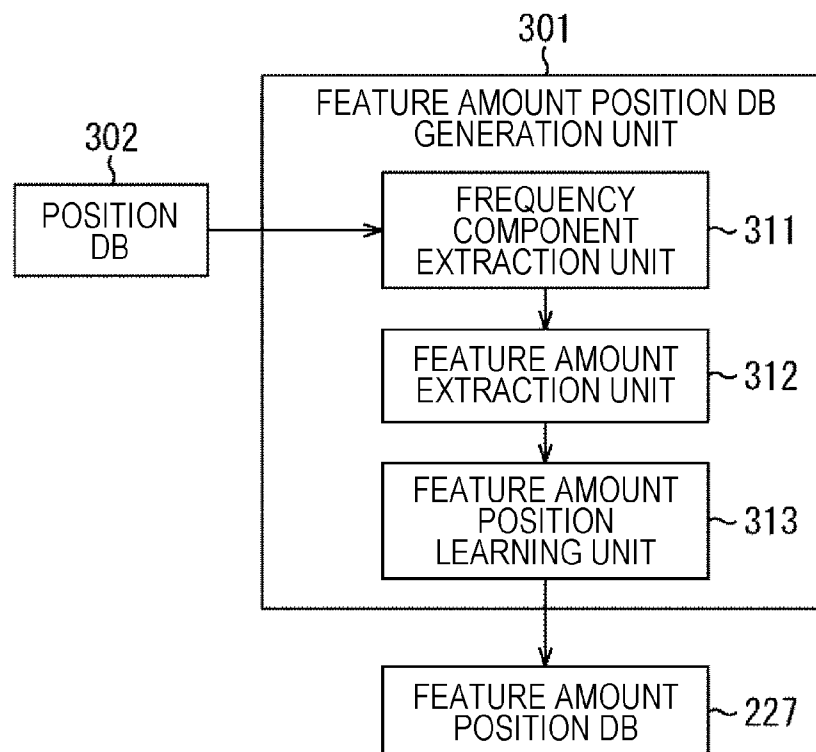 301
FEATURE AMOUNT POSITION DB
GENERATION UNIT
302
POSITION
DB
FREQUENCY
COMPONENT
EXTRACTION UNIT
311
FEATURE AMOUNT
EXTRACTION UNIT
312
FEATURE AMOUNT
POSITION
LEARNING UNIT
313
FEATURE AMOUNT
POSITION DB
227